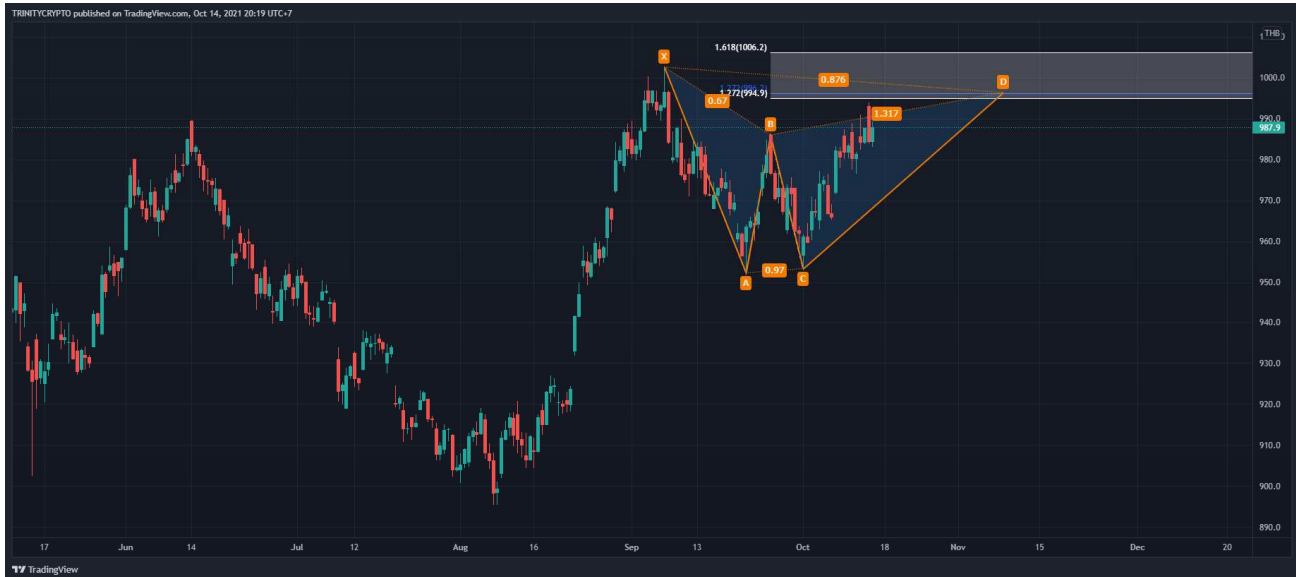 TRINITYCRYPTO published on TradingView.com, Oct 14, 2021 20:19 UTC+7
THB
1.618(1006.2)
X
1000.0
0.876
D
1.272(994.9)
0.67
990.0
1.317
B
987.9
980.0
970.0
960.0
0.97
A
C
950.0
940.0
930.0
920.0
910.0
900.0
890.0
17 Jun 14 Jul 12 Aug 16 Sep 13 Oct 18 Nov 15 Dec 20
TradingView